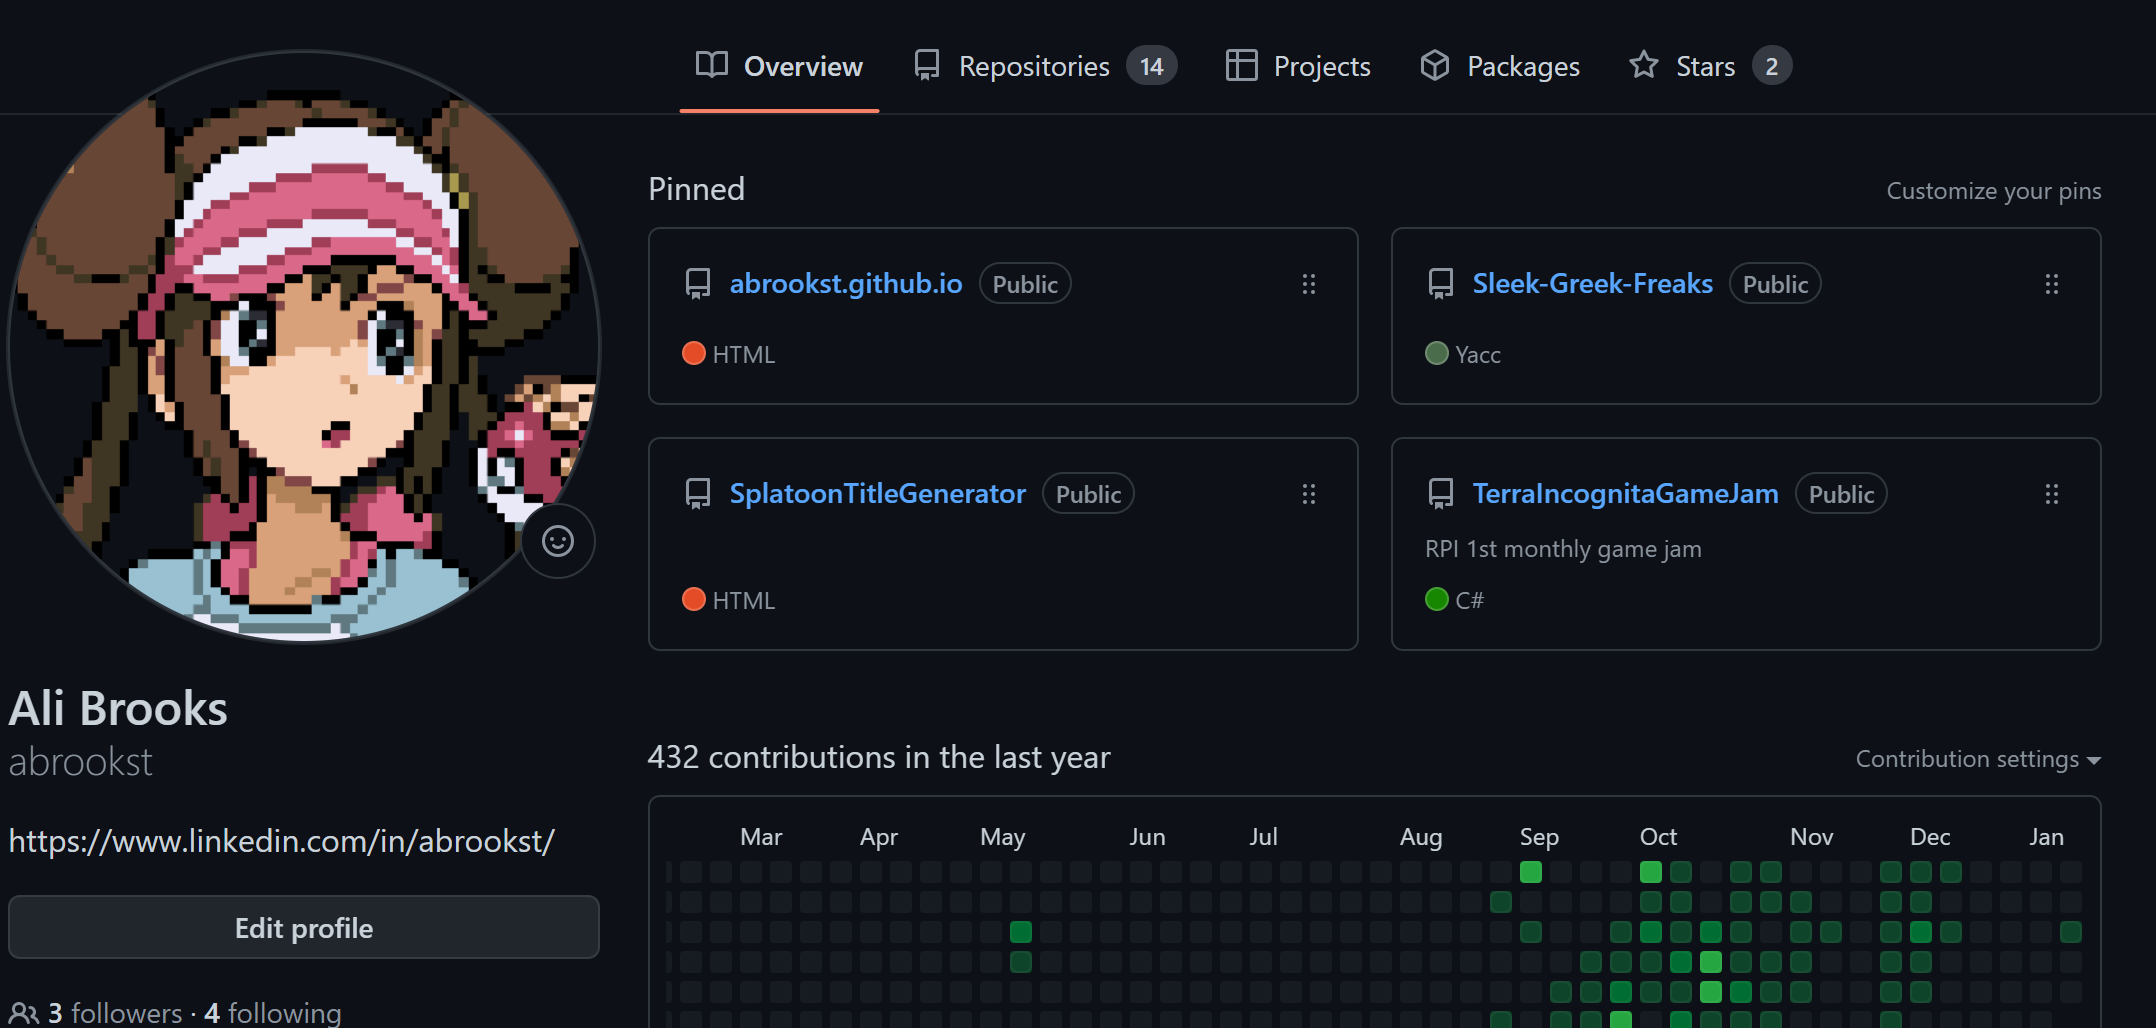 Overview Repositories 14 Projects Packages Stars 2
Pinned Customize your pins
abrookst.github.io Public
HTML
Sleek-Greek-Freaks Public
Yacc
SplatoonTitleGenerator Public
HTML
TerraIncognitaGameJam Public
RPI 1st monthly game jam
C#
Ali Brooks
abrookst
https://www.linkedin.com/in/abrookst/
Edit profile
3 followers · 4 following
432 contributions in the last year Contribution settings
Mar Apr May Jun Jul Aug Sep Oct Nov Dec Jan